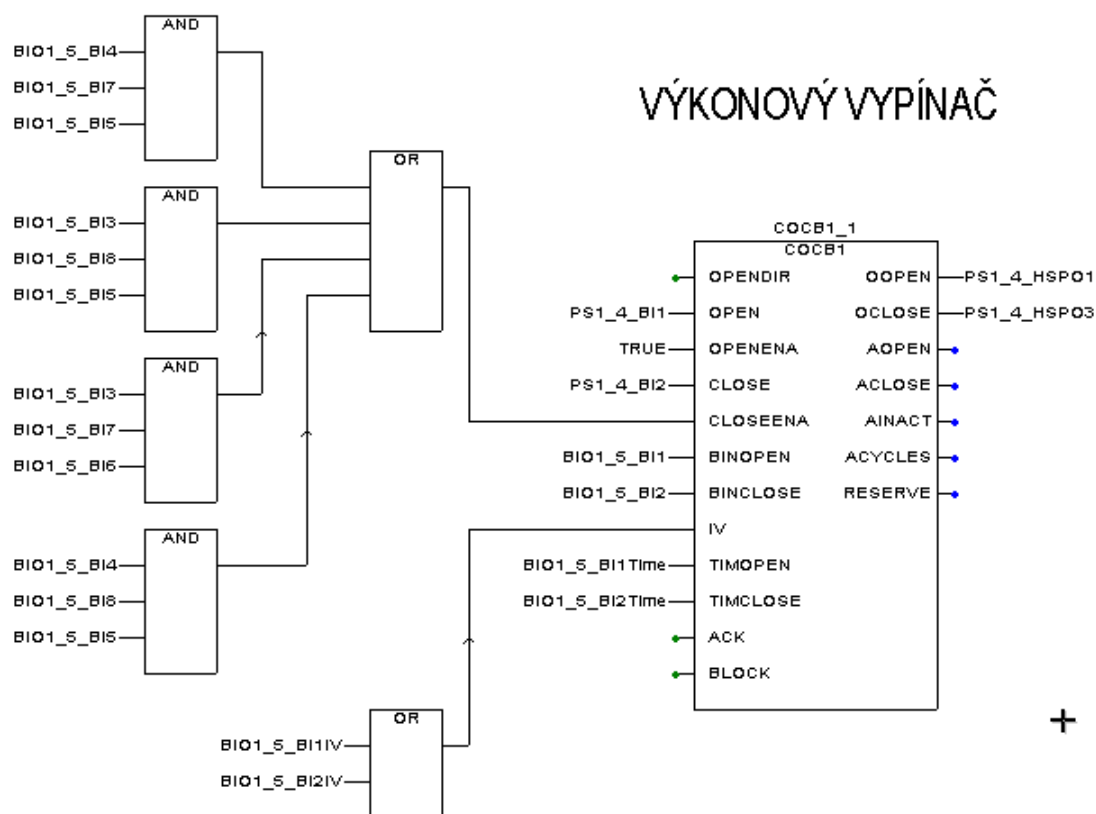 AND
BIO1_5_BI4
BIO1_5_BI7
BIO1_5_BI5
VÝKONOVÝ VYPÍNAČ
OR
AND
BIO1_5_BI3
BIO1_5_BI8
BIO1_5_BI5
AND
BIO1_5_BI3
BIO1_5_BI7
BIO1_5_BI6
AND
BIO1_5_BI4
BIO1_5_BI8
BIO1_5_BI5
COCB1_1
COCB1
OPENDIR OOPEN PS1_4_HSPO1
PS1_4_BI1 OPEN OCLOSE PS1_4_HSPO3
TRUE OPENENA AOPEN
PS1_4_BI2 CLOSE ACLOSE
CLOSEENA AINACT
BIO1_5_BI1 BINOPEN ACYCLES
BIO1_5_BI2 BINCLOSE RESERVE
IV
BIO1_5_BI1Time TIMOPEN
BIO1_5_BI2Time TIMCLOSE
ACK
BLOCK
OR
BIO1_5_BI1IV
BIO1_5_BI2IV